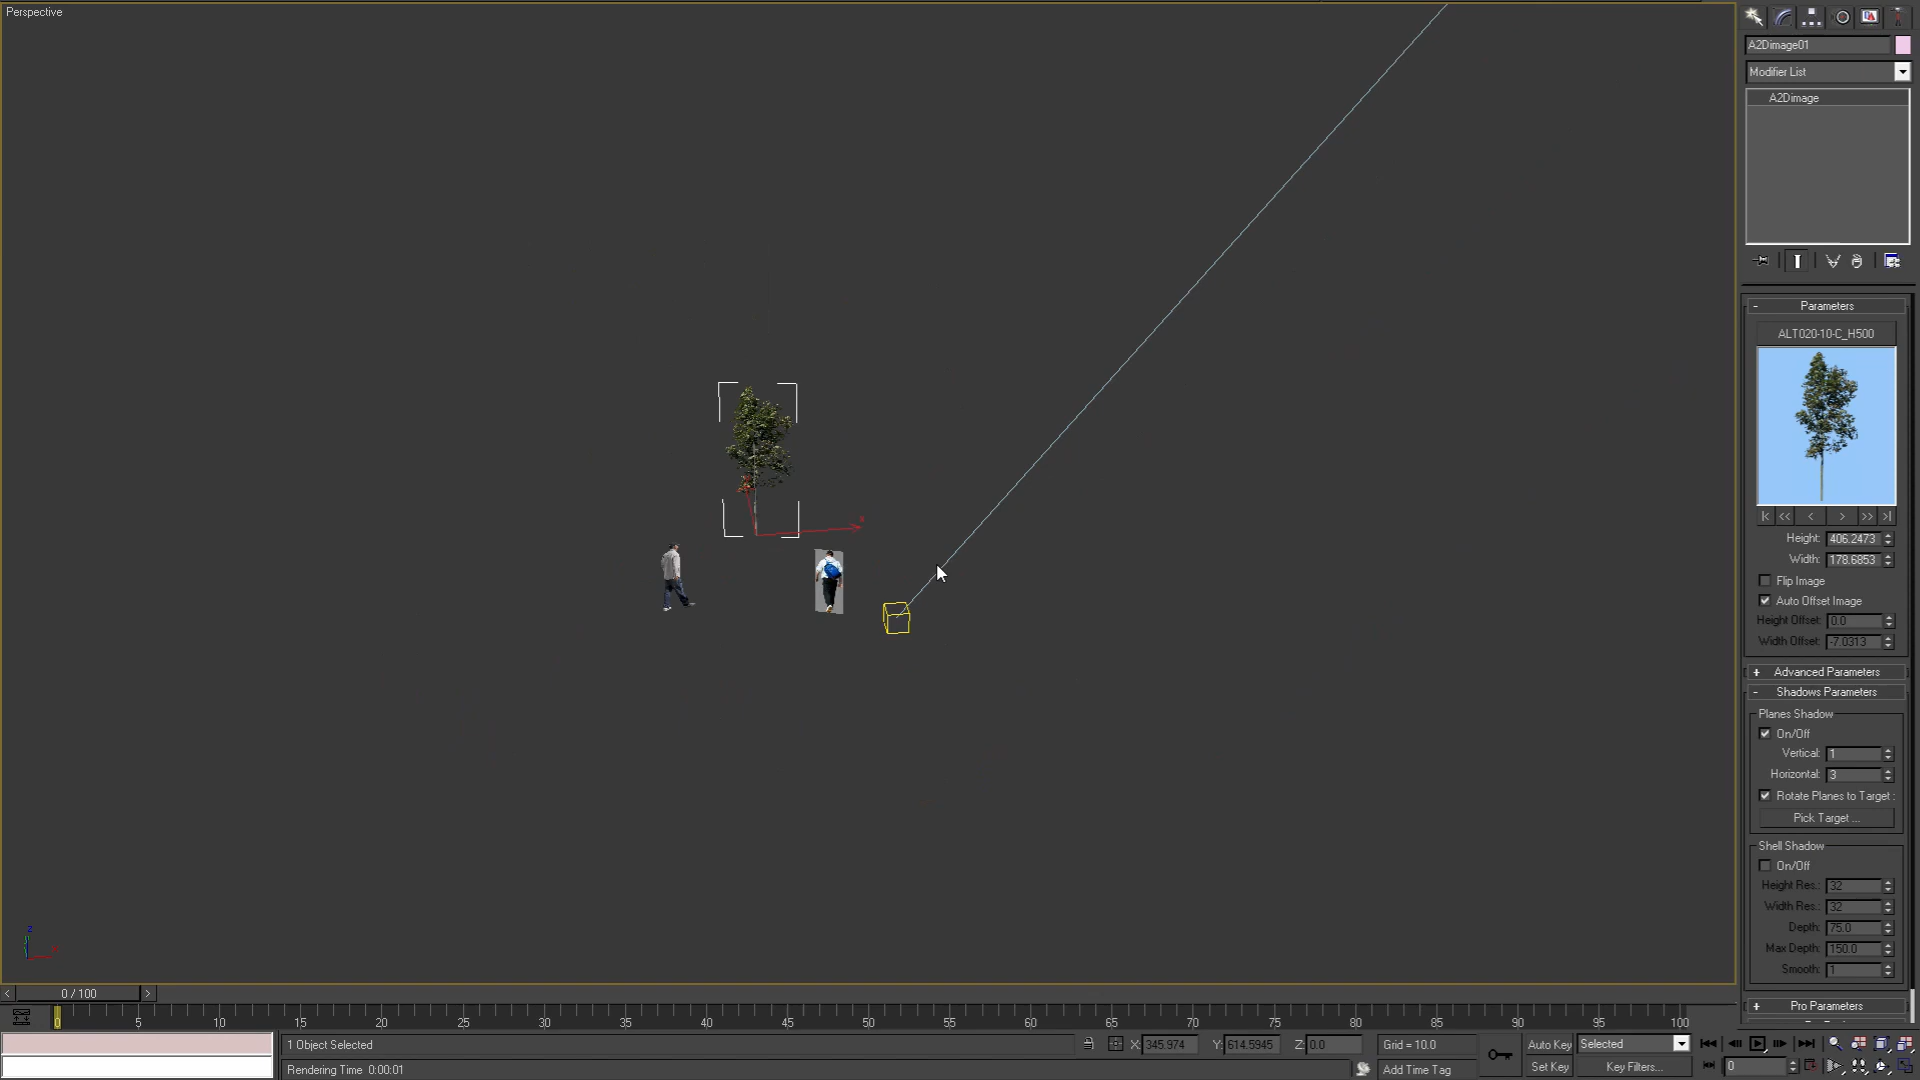 Perspective
A2Dimage01
Modifier List
A2Dimage
- Parameters
ALT020-10-C_H500
|< << < > >> >|
Height: 406.2473
Width: 178.6853
Flip Image
Auto Offset Image
Height Offset: 0.0
Width Offset: -7.0313
+ Advanced Parameters
- Shadows Parameters
Planes Shadow
On/Off
Vertical: 1
Horizontal: 3
Rotate Planes to Target :
Pick Target ...
Shell Shadow
On/Off
Height Res.: 32
Width Res.: 32
Depth: 75.0
Max Depth: 150.0
Smooth: 1
+ Pro Parameters
z
x
< 0 / 100 >
0 5 10 15 20 25 30 35 40 45 50 55 60 65 70 75 80 85 90 95 100
1 Object Selected X: 345.974 Y: 614.5945 Z: 0.0 Grid = 10.0 Auto Key Selected
Rendering Time 0:00:01 Add Time Tag Set Key Key Filters... 0